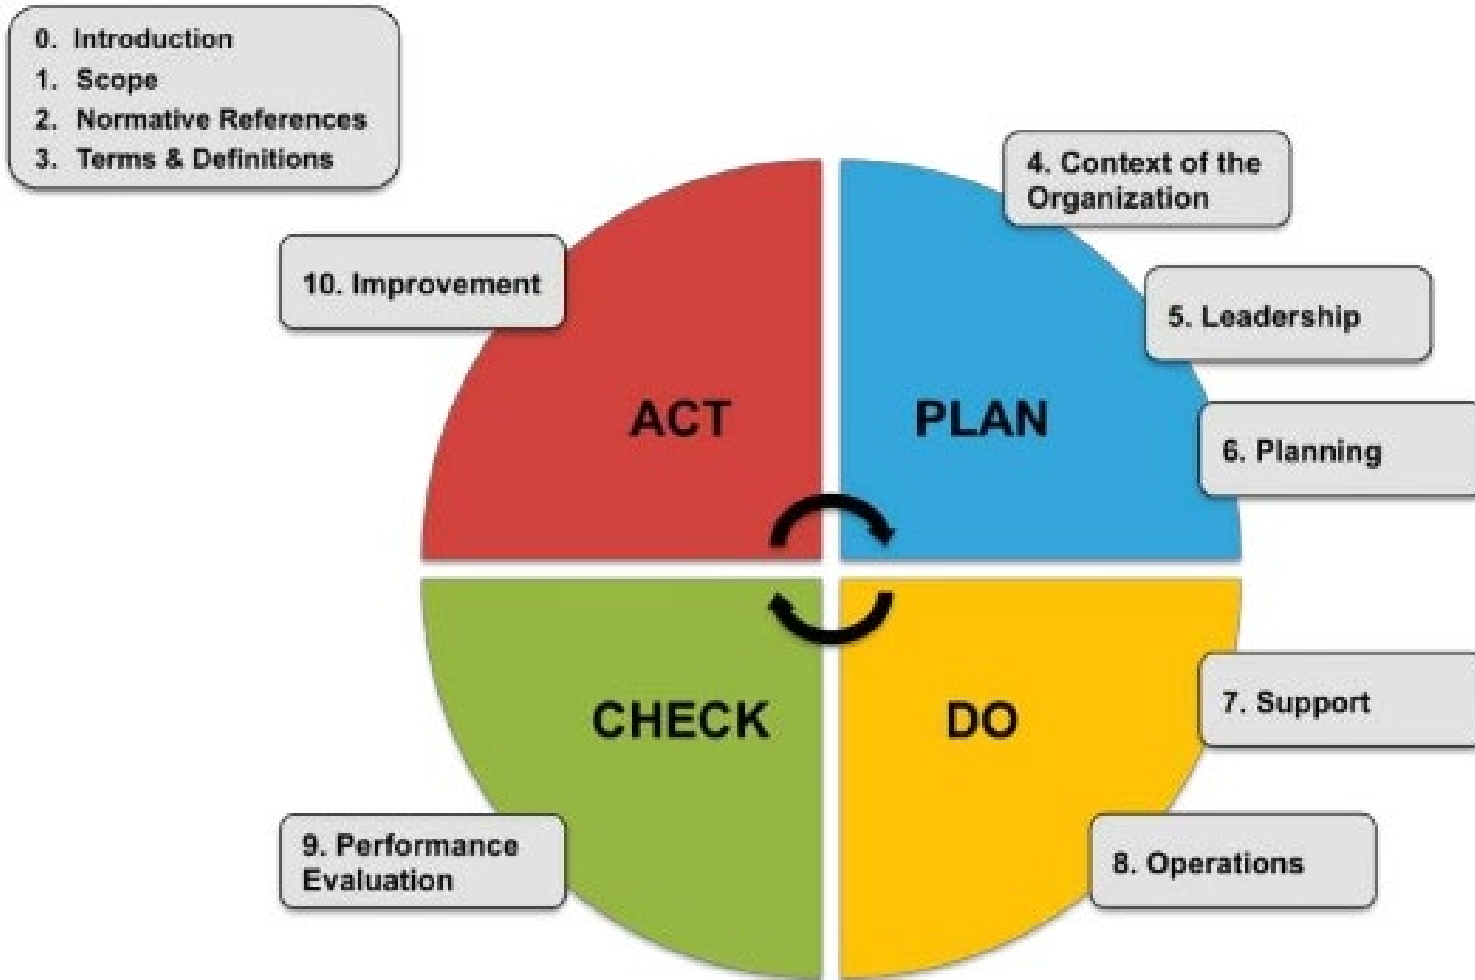 0. Introduction
1. Scope
2. Normative References
3. Terms & Definitions
4. Context of the
Organization
10. Improvement
5. Leadership
ACT
PLAN
6. Planning
CHECK
DO
7. Support
9. Performance
Evaluation
8. Operations